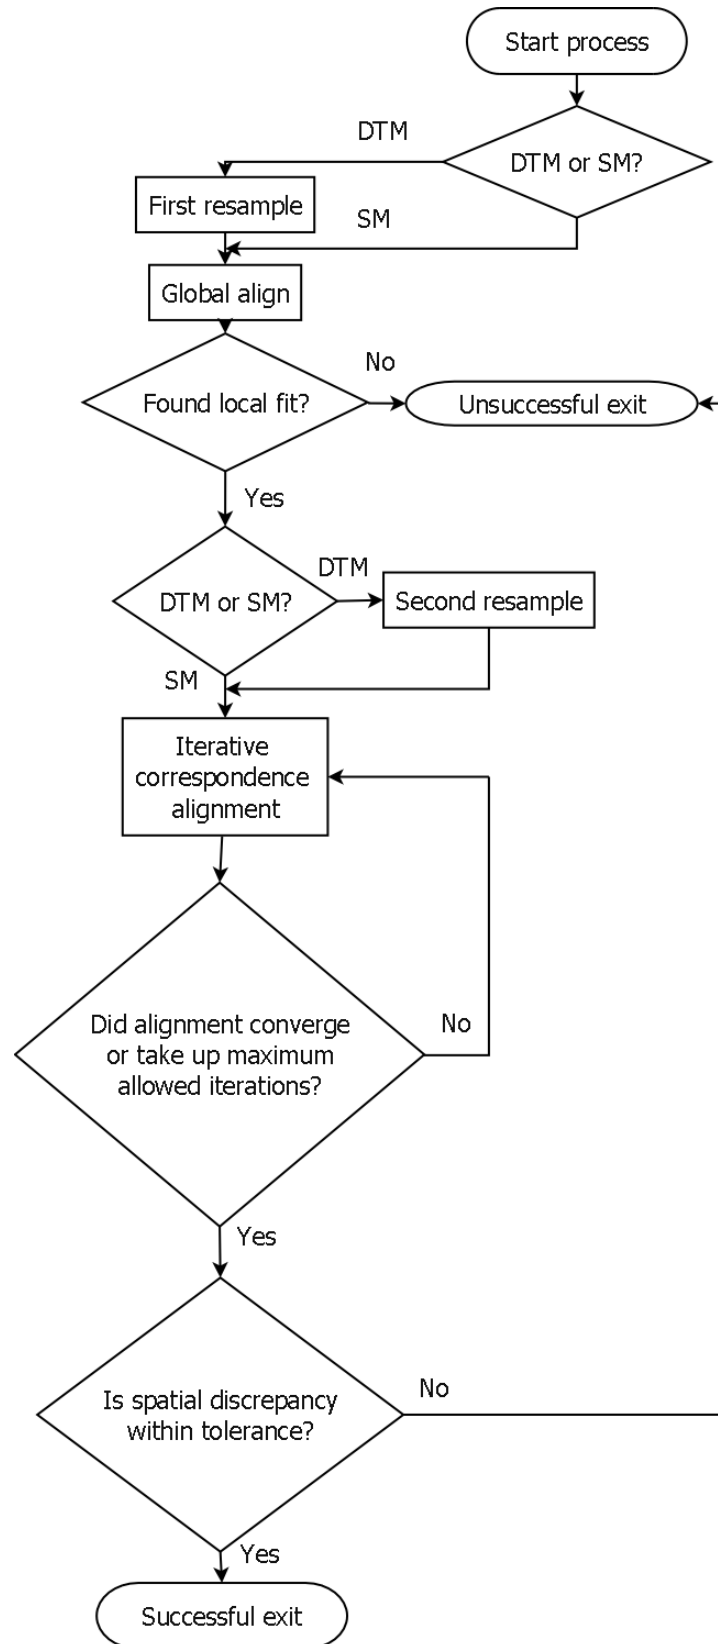 Start process
DTM
DTM or SM?
First resample
SM
Global align
No
Found local fit?
Unsuccessful exit
Yes
DTM
DTM or SM?
Second resample
SM
Iterative
correspondence
alignment
Did alignment converge
or take up maximum
allowed iterations?
No
Yes
No
Is spatial discrepancy
within tolerance?
Yes
Successful exit